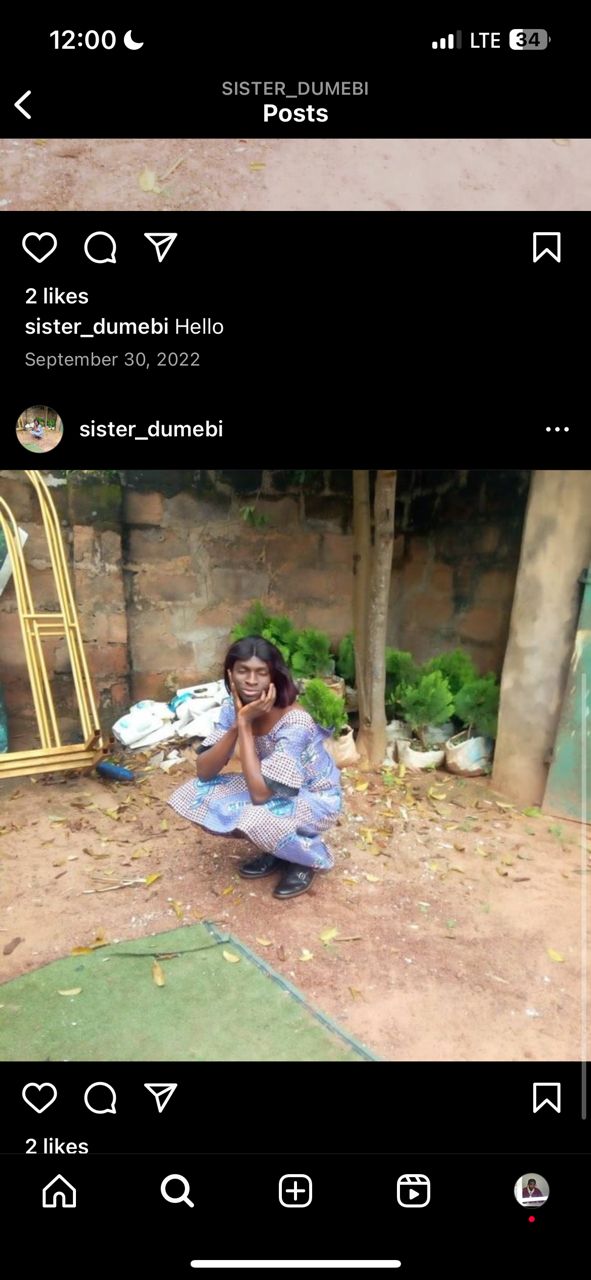 12:00
LTE
34
SISTER_DUMEBI
Posts
2 likes
sister_dumebi Hello
September 30, 2022
sister_dumebi
2 likes